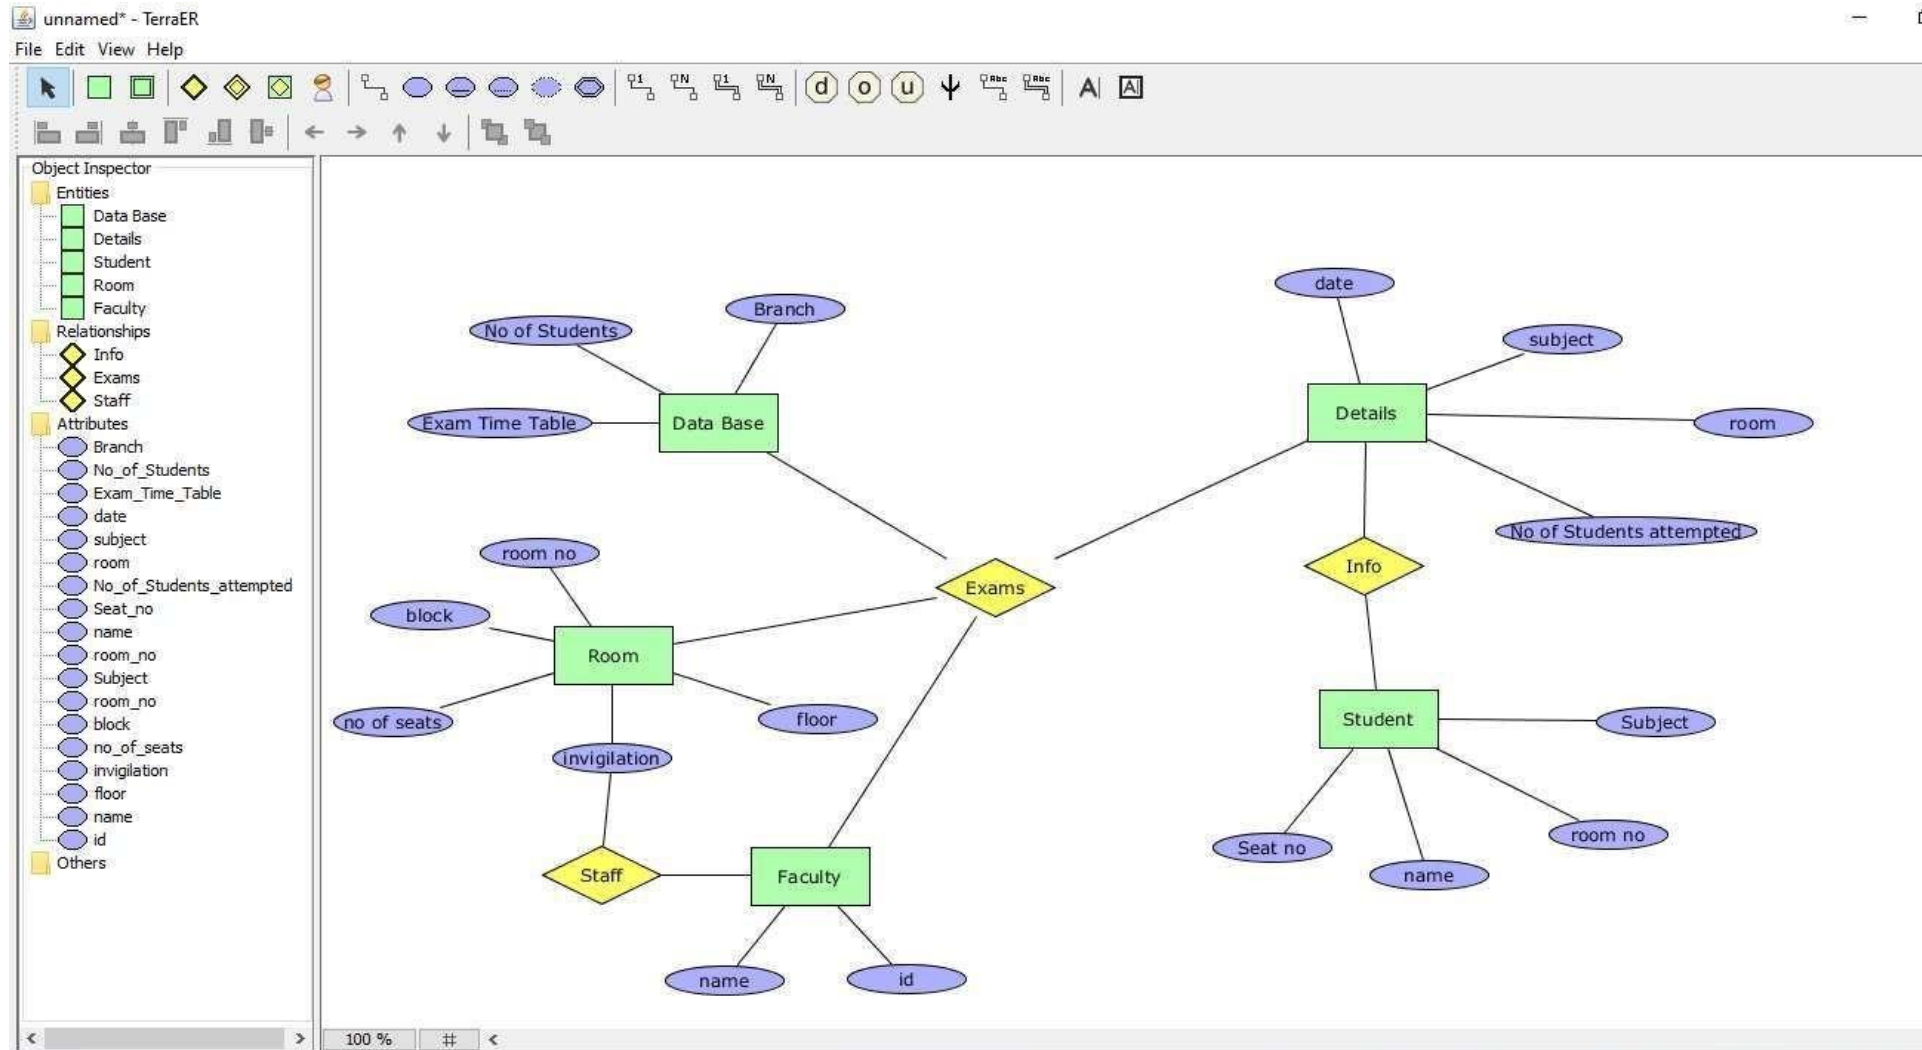 unnamed* - TerraER
File Edit View Help
1 N 1 N d o u Abc Abc A A
Object Inspector
Entities
Data Base
Details
Student
Room
Faculty
Relationships
Info
Exams
Staff
Attributes
Branch
No_of_Students
Exam_Time_Table
date
subject
room
No_of_Students_attempted
Seat_no
name
room_no
Subject
room_no
block
no_of_seats
invigilation
floor
name
id
Others
No of Students
Branch
Exam Time Table
Data Base
date
subject
Details
room
No of Students attempted
room no
block
Room
no of seats
floor
invigilation
Exams
Info
Student
Subject
Seat no
name
room no
Staff
Faculty
name
id
100 %